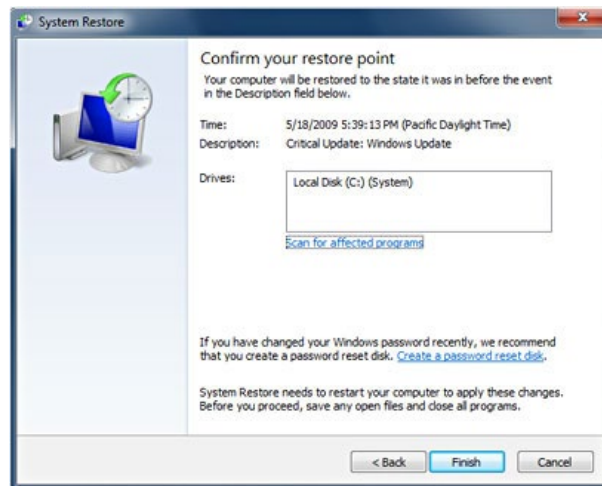 System Restore
Confirm your restore point
Your computer will be restored to the state it was in before the event
in the Description field below.
Time: 5/18/2009 5:39:13 PM (Pacific Daylight Time)
Description: Critical Update: Windows Update
Drives: Local Disk (C:) (System)
Scan for affected programs
If you have changed your Windows password recently, we recommend
that you create a password reset disk. Create a password reset disk.
System Restore needs to restart your computer to apply these changes.
Before you proceed, save any open files and close all programs.
< Back Finish Cancel